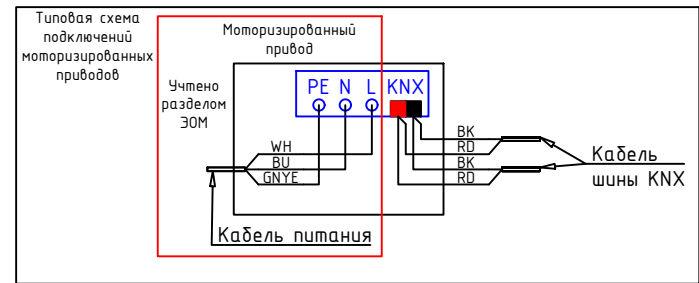 Типовая схема
подключений
моторизированных
приводов
Моторизированный
привод
Учтено
разделом
ЭОМ
PE N L KNX
WH
BU
GNYE
BK
RD
BK
RD
Кабель
шины KNX
Кабель питания